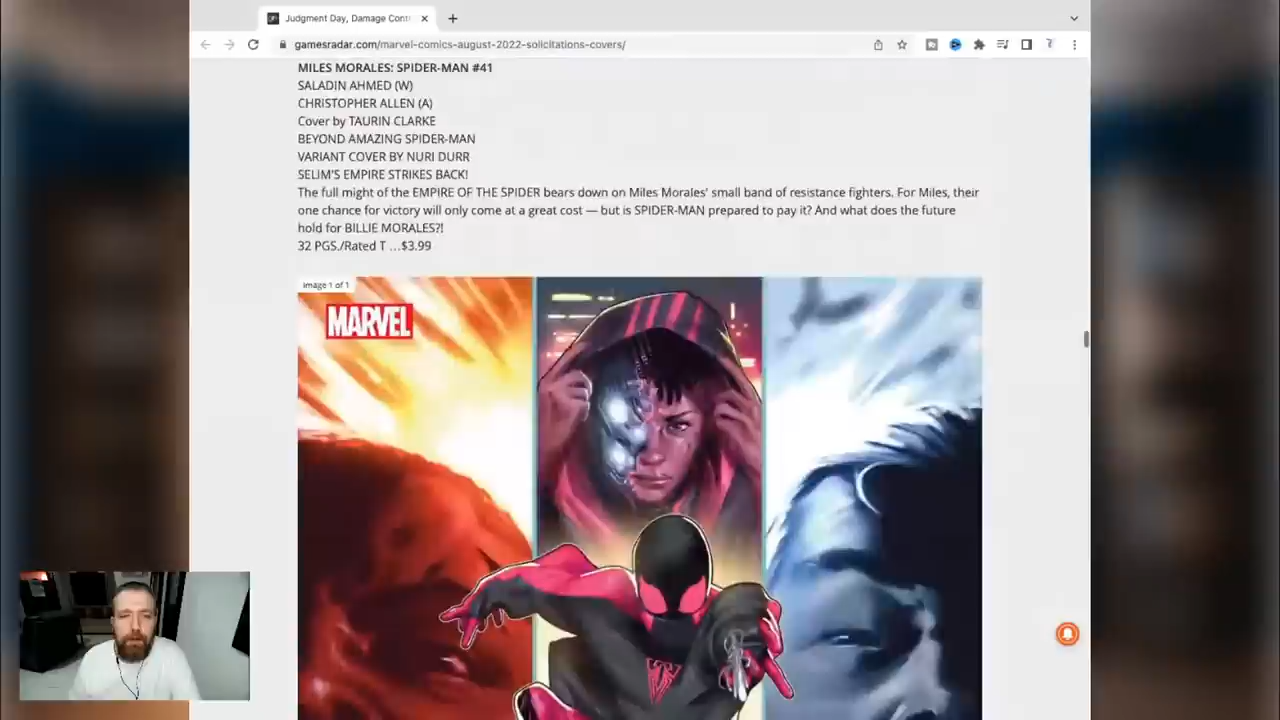 Judgment Day, Damage Contr
gamesradar.com/marvel-comics-august-2022-solicitations-covers/
MILES MORALES: SPIDER-MAN #41
SALADIN AHMED (W)
CHRISTOPHER ALLEN (A)
Cover by TAURIN CLARKE
BEYOND AMAZING SPIDER-MAN
VARIANT COVER BY NURI DURR
SELIM'S EMPIRE STRIKES BACK!
The full might of the EMPIRE OF THE SPIDER bears down on Miles Morales' small band of resistance fighters. For Miles, their
one chance for victory will only come at a great cost — but is SPIDER-MAN prepared to pay it? And what does the future
hold for BILLIE MORALES?!
32 PGS./Rated T …$3.99
Image 1 of 1
MARVEL